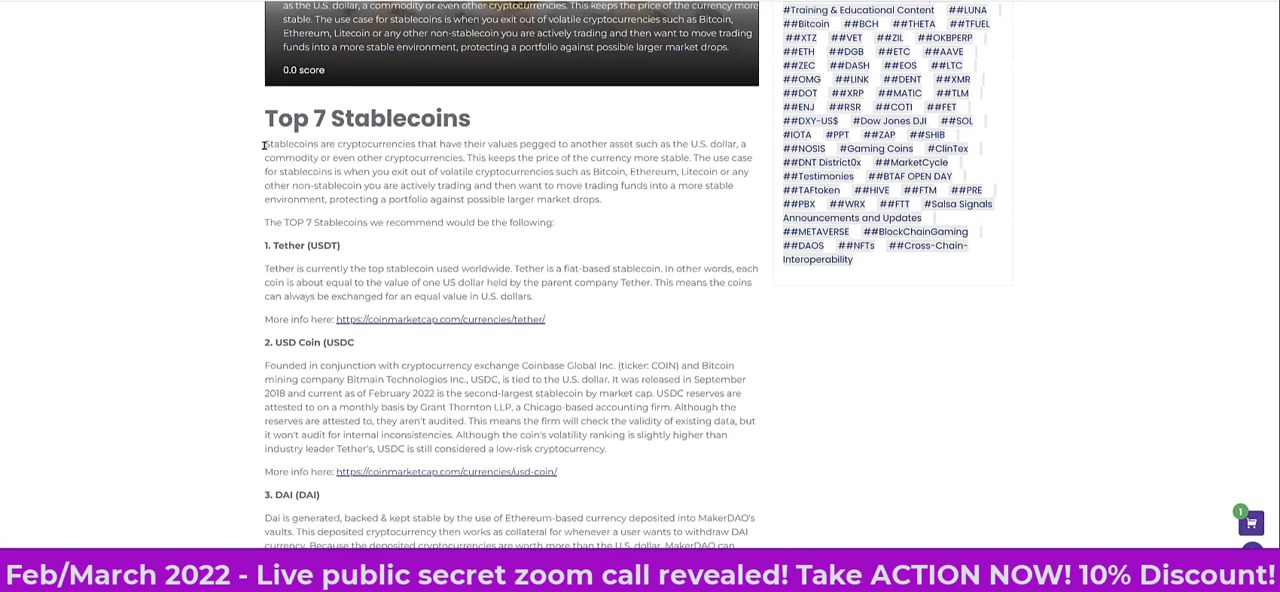 as the U.S. dollar, a commodity or even other cryptocurrencies. This keeps the price of the currency more
stable. The use case for stablecoins is when you exit out of volatile cryptocurrencies such as Bitcoin,
Ethereum, Litecoin or any other non-stablecoin you are actively trading and then want to move trading
funds into a more stable environment, protecting a portfolio against possible larger market drops.
0.0 score
Top 7 Stablecoins
Stablecoins are cryptocurrencies that have their values pegged to another asset such as the U.S. dollar, a
commodity or even other cryptocurrencies. This keeps the price of the currency more stable. The use case
for stablecoins is when you exit out of volatile cryptocurrencies such as Bitcoin, Ethereum, Litecoin or any
other non-stablecoin you are actively trading and then want to move trading funds into a more stable
environment, protecting a portfolio against possible larger market drops.
The TOP 7 Stablecoins we recommend would be the following:
1. Tether (USDT)
Tether is currently the top stablecoin used worldwide. Tether is a fiat-based stablecoin. In other words, each
coin is about equal to the value of one US dollar held by the parent company Tether. This means the coins
can always be exchanged for an equal value in U.S. dollars.
More info here: https://coinmarketcap.com/currencies/tether/
2. USD Coin (USDC
Founded in conjunction with cryptocurrency exchange Coinbase Global Inc. (ticker: COIN) and Bitcoin
mining company Bitmain Technologies Inc., USDC, is tied to the U.S. dollar. It was released in September
2018 and current as of February 2022 is the second-largest stablecoin by market cap. USDC reserves are
attested to on a monthly basis by Grant Thornton LLP, a Chicago-based accounting firm. Although the
reserves are attested to, they aren't audited. This means the firm will check the validity of existing data, but
it won't audit for internal inconsistencies. Although the coin's volatility ranking is slightly higher than
industry leader Tether's, USDC is still considered a low-risk cryptocurrency.
More info here: https://coinmarketcap.com/currencies/usd-coin/
3. DAI (DAI)
Dai is generated, backed & kept stable by the use of Ethereum-based currency deposited into MakerDAO's
vaults. This deposited cryptocurrency then works as collateral for whenever a user wants to withdraw DAI
currency. Because the deposited cryptocurrencies are worth more than the U.S. dollar, MakerDAO can
#Training & Educational Content ##LUNA
##Bitcoin ##BCH ##THETA ##TFUEL
##XTZ ##VET ##ZIL ##OKBPERP
##ETH ##DGB ##ETC ##AAVE
##ZEC ##DASH ##EOS ##LTC
##OMG ##LINK ##DENT ##XMR
##DOT ##XRP ##MATIC ##TLM
##ENJ ##RSR ##COTI ##FET
##DXY-US$ #Dow Jones DJI ##SOL
#IOTA #PPT ##ZAP ##SHIB
##NOSIS #Gaming Coins #ClinTex
##DNT District0x ##MarketCycle
##Testimonies ##BTAF OPEN DAY
##TAFtoken ##HIVE ##FTM ##PRE
##PBX ##WRX ##FTT #Salsa Signals
Announcements and Updates
##METAVERSE ##BlockChainGaming
##DAOS ##NFTs ##Cross-Chain-
Interoperability
1
Feb/March 2022 - Live public secret zoom call revealed! Take ACTION NOW! 10% Discount!